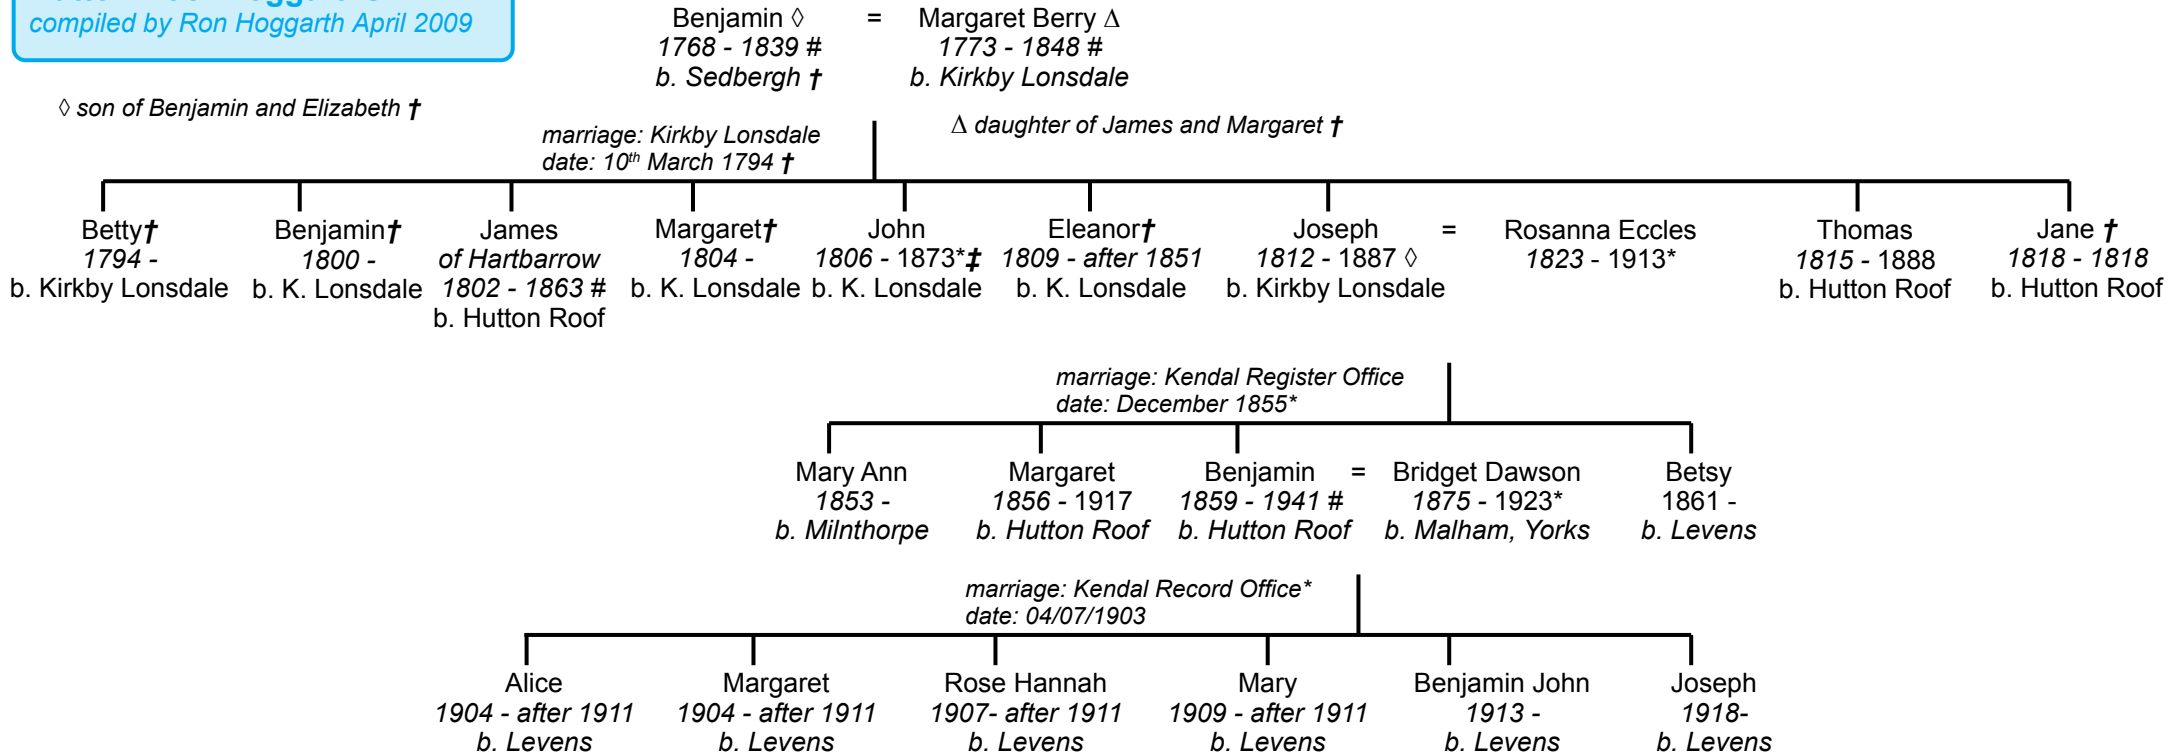 compiled by Ron Hoggarth April 2009
Benjamin ◊ = Margaret Berry Δ
1768 - 1839 # 1773 - 1848 #
b. Sedbergh † b. Kirkby Lonsdale
◊ son of Benjamin and Elizabeth †
Δ daughter of James and Margaret †
marriage: Kirkby Lonsdale
date: 10th March 1794 †
Betty† Benjamin† James Margaret† John Eleanor† Joseph = Rosanna Eccles Thomas Jane †
1794 - 1800 - of Hartbarrow 1804 - 1806 - 1873*‡ 1809 - after 1851 1812 - 1887 ◊ 1823 - 1913* 1815 - 1888 1818 - 1818
b. Kirkby Lonsdale b. K. Lonsdale 1802 - 1863 # b. K. Lonsdale b. K. Lonsdale b. K. Lonsdale b. Kirkby Lonsdale b. Hutton Roof b. Hutton Roof
b. Hutton Roof
marriage: Kendal Register Office
date: December 1855*
Mary Ann Margaret Benjamin = Bridget Dawson Betsy
1853 - 1856 - 1917 1859 - 1941 # 1875 - 1923* 1861 -
b. Milnthorpe b. Hutton Roof b. Hutton Roof b. Malham, Yorks b. Levens
marriage: Kendal Record Office*
date: 04/07/1903
Alice Margaret Rose Hannah Mary Benjamin John Joseph
1904 - after 1911 1904 - after 1911 1907- after 1911 1909 - after 1911 1913 - 1918-
b. Levens b. Levens b. Levens b. Levens b. Levens b. Levens